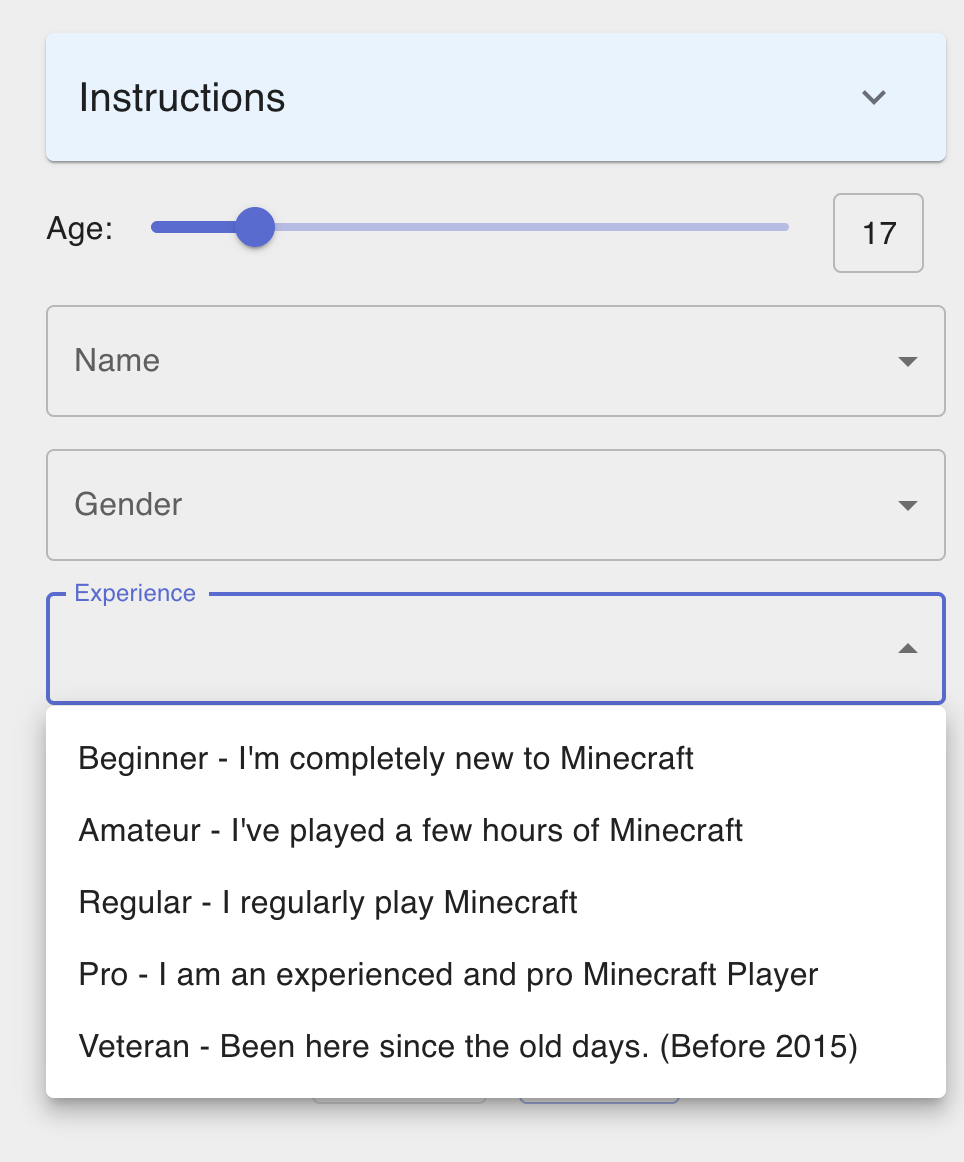 Instructions
Age:
17
Name
Gender
Experience
Beginner - I'm completely new to Minecraft
Amateur - I've played a few hours of Minecraft
Regular - I regularly play Minecraft
Pro - I am an experienced and pro Minecraft Player
Veteran - Been here since the old days. (Before 2015)